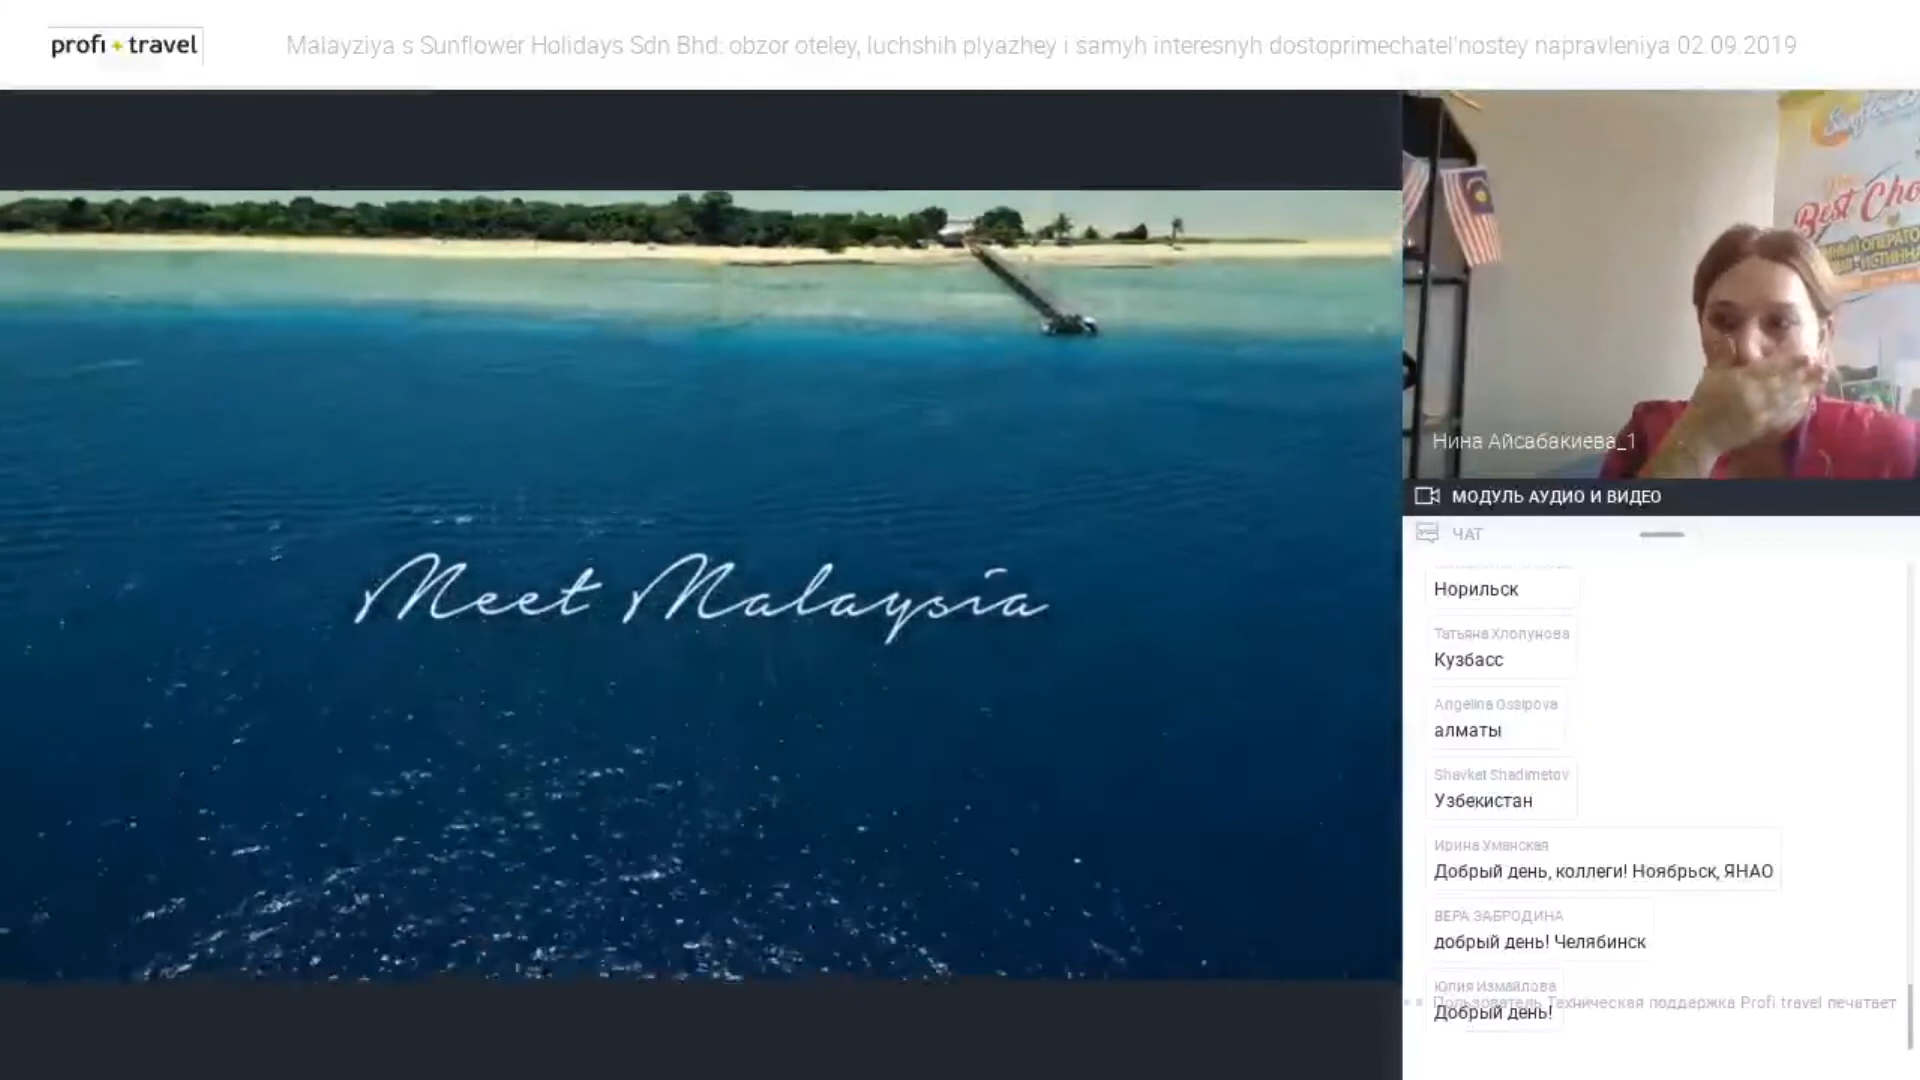 profi + travel
Malayziya s Sunflower Holidays Sdn Bhd: obzor oteley, luchshih plyazhey i samyh interesnyh dostoprimechatel'nostey napravleniya 02.09.2019
Meet Malaysia
Sunflower
Best Cho
Нина Айсабакиева_1
МОДУЛЬ АУДИО И ВИДЕО
ЧАТ
Норильск
Татьяна Хлопунова
Кузбасс
Angelina Ossipova
алматы
Shavkat Shadimetov
Узбекистан
Ирина Уманская
Добрый день, коллеги! Ноябрьск, ЯНАО
ВЕРА ЗАБРОДИНА
добрый день! Челябинск
Юлия Измайлова
Пользователь Техническая поддержка Profi travel печатает
Добрый день!